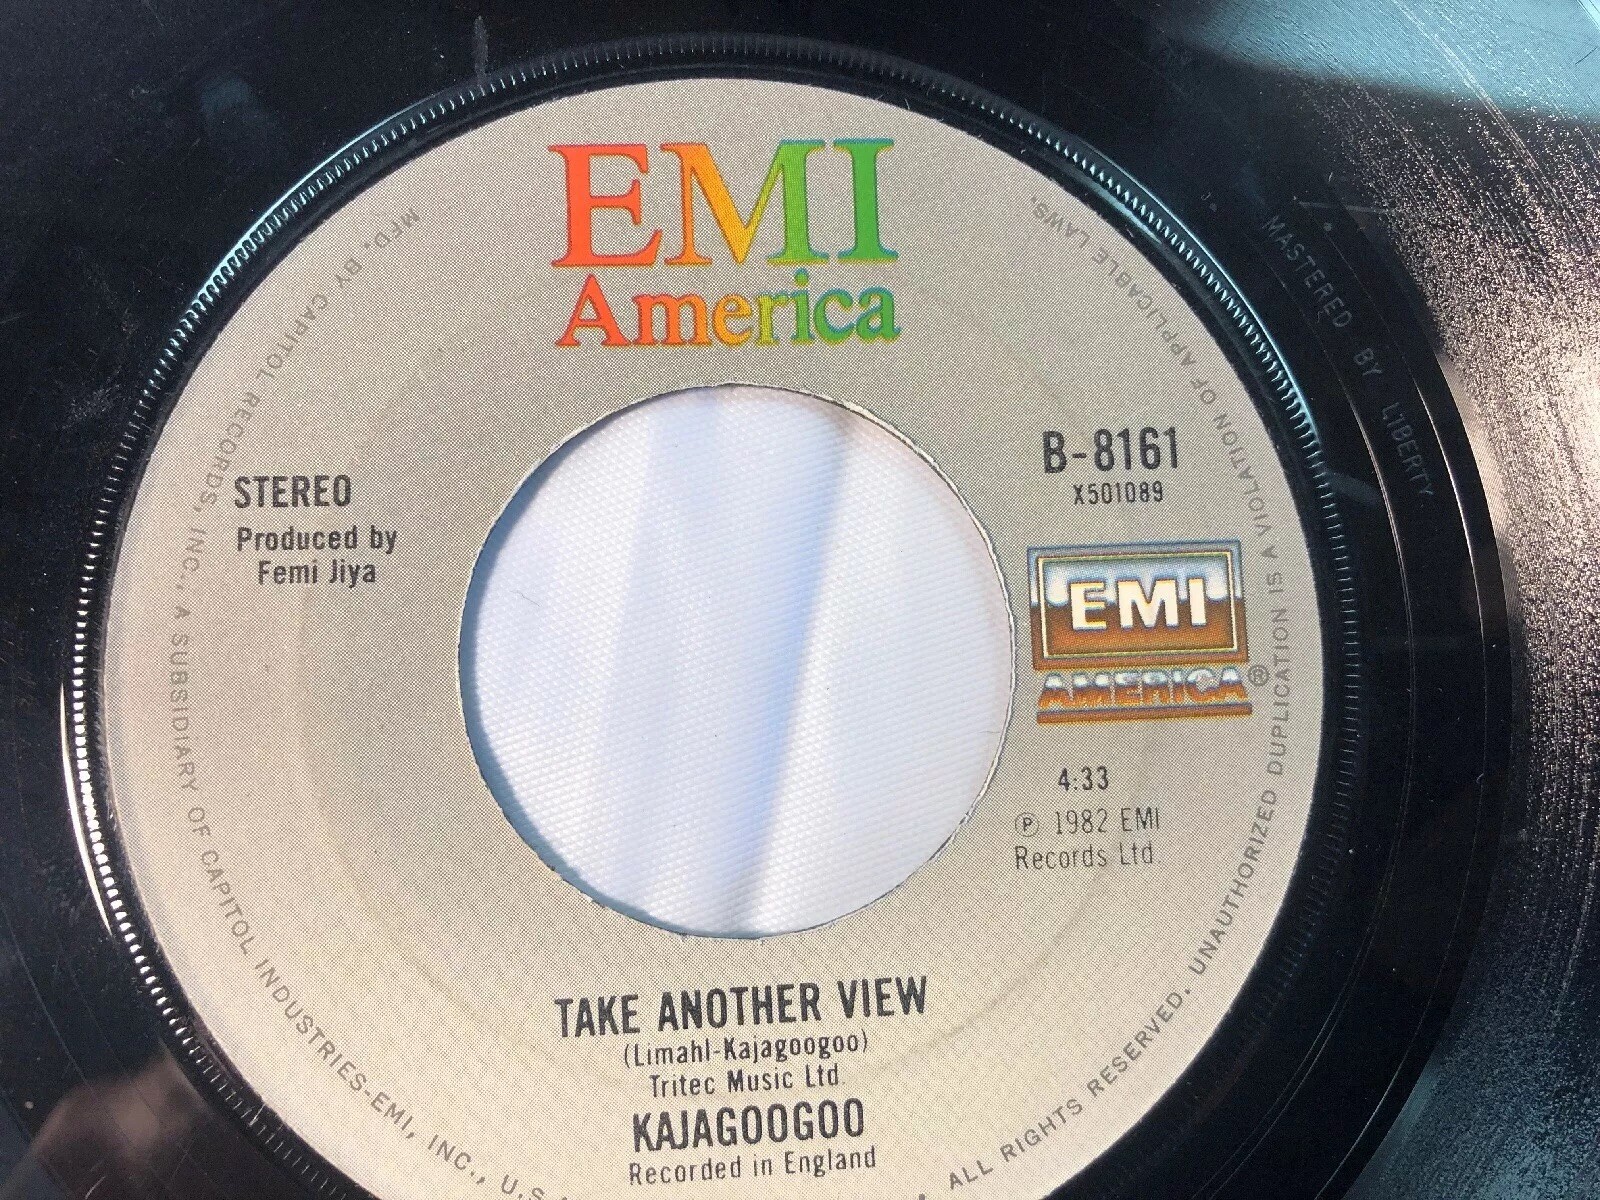 EMI
America
STEREO
Produced by
Femi Jiya
B-8161
X501089
EMI
AMERICA®
4:33
℗ 1982 EMI
Records Ltd.
TAKE ANOTHER VIEW
(Limahl-Kajagoogoo)
Tritec Music Ltd.
KAJAGOOGOO
Recorded in England
MFD. BY CAPITOL RECORDS, INC., A SUBSIDIARY OF CAPITOL INDUSTRIES-EMI, INC., U.S.
ALL RIGHTS RESERVED. UNAUTHORIZED DUPLICATION IS A VIOLATION OF APPLICABLE LAWS.
MASTERED BY LIBERTY